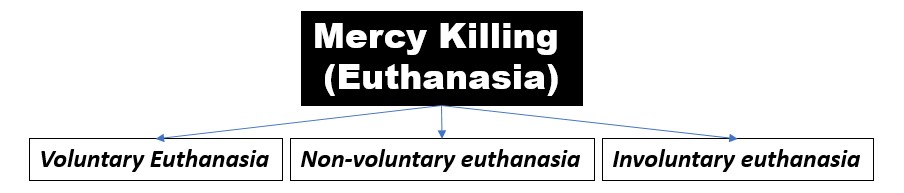 Mercy Killing
(Euthanasia)
Voluntary Euthanasia
Non-voluntary euthanasia
Involuntary euthanasia